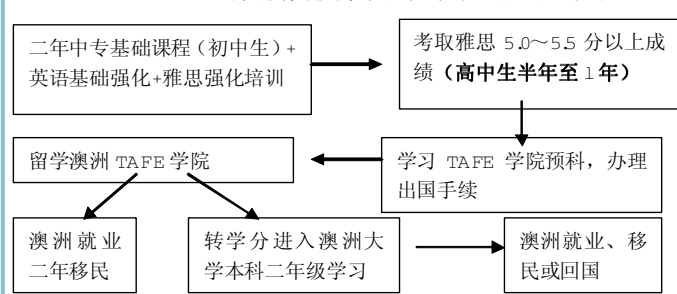 二年中专基础课程（初中生）+
英语基础强化+雅思强化培训
考取雅思 5.0～5.5 分以上成
绩（高中生半年至 1 年）
留学澳洲 TAFE 学院
学习 TAFE 学院预科，办理
出国手续
澳洲就业
二年移民
转学分进入澳洲大
学本科二年级学习
澳洲就业、移
民或回国